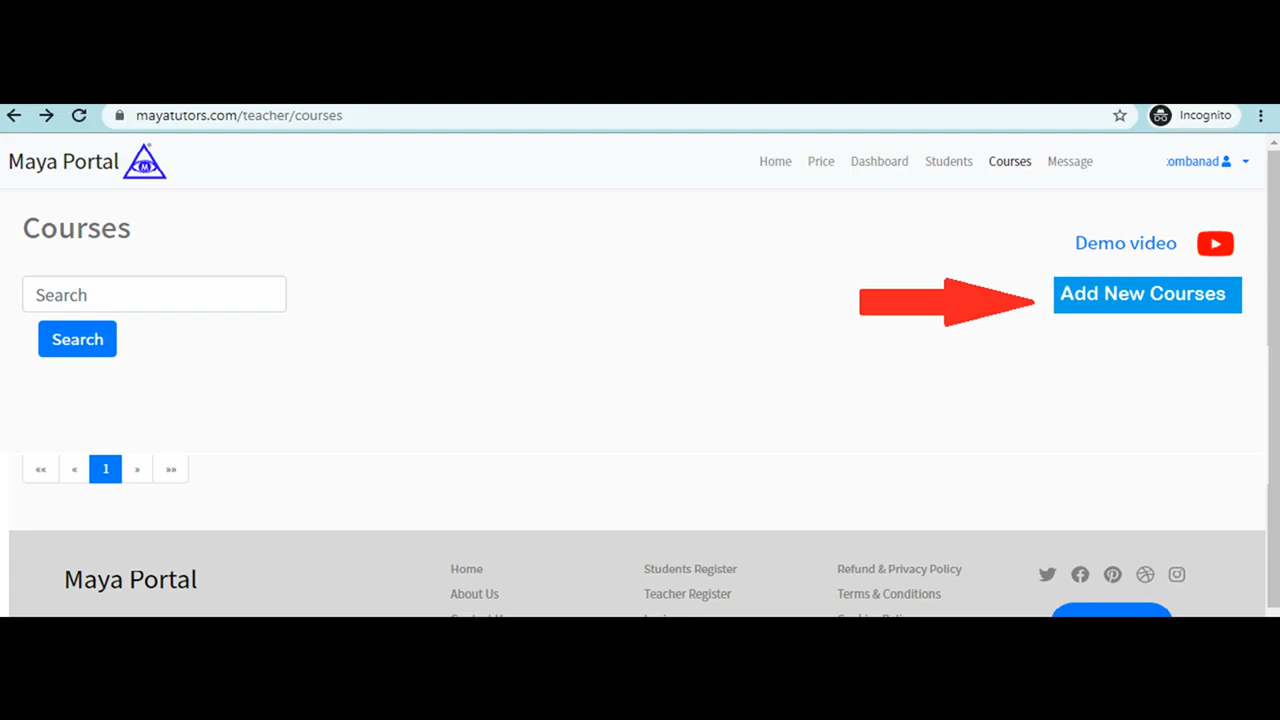 mayatutors.com/teacher/courses
Incognito
Maya Portal
M
Home Price Dashboard Students Courses Message
ombanad
Courses
Demo video
Search
Add New Courses
Search
«« « 1 » »»
Maya Portal
Home Students Register Refund & Privacy Policy
About Us Teacher Register Terms & Conditions